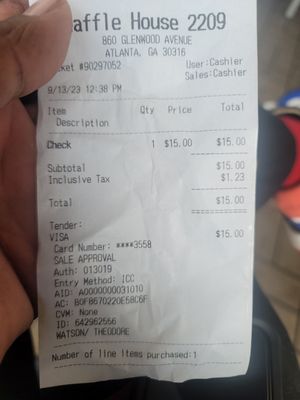 affle House 2209
860 GLENWOOD AVENUE
ATLANTA, GA 30316
cket #90297052 User:Cashier
Sales:Cashier
9/13/23 12:38 PM
Item Qty Price Total
Description
Check 1 $15.00 $15.00
Subtotal $15.00
Inclusive Tax $1.23
Total $15.00
Tender:
VISA $15.00
Card Number: ****3558
SALE APPROVAL
Auth: 013019
Entry Method: ICC
AID: A0000000031010
AC: B0F8670220E58C6F
CVM: None
ID: 642962556
WATSON/ THEODORE
Number of line items purchased:1